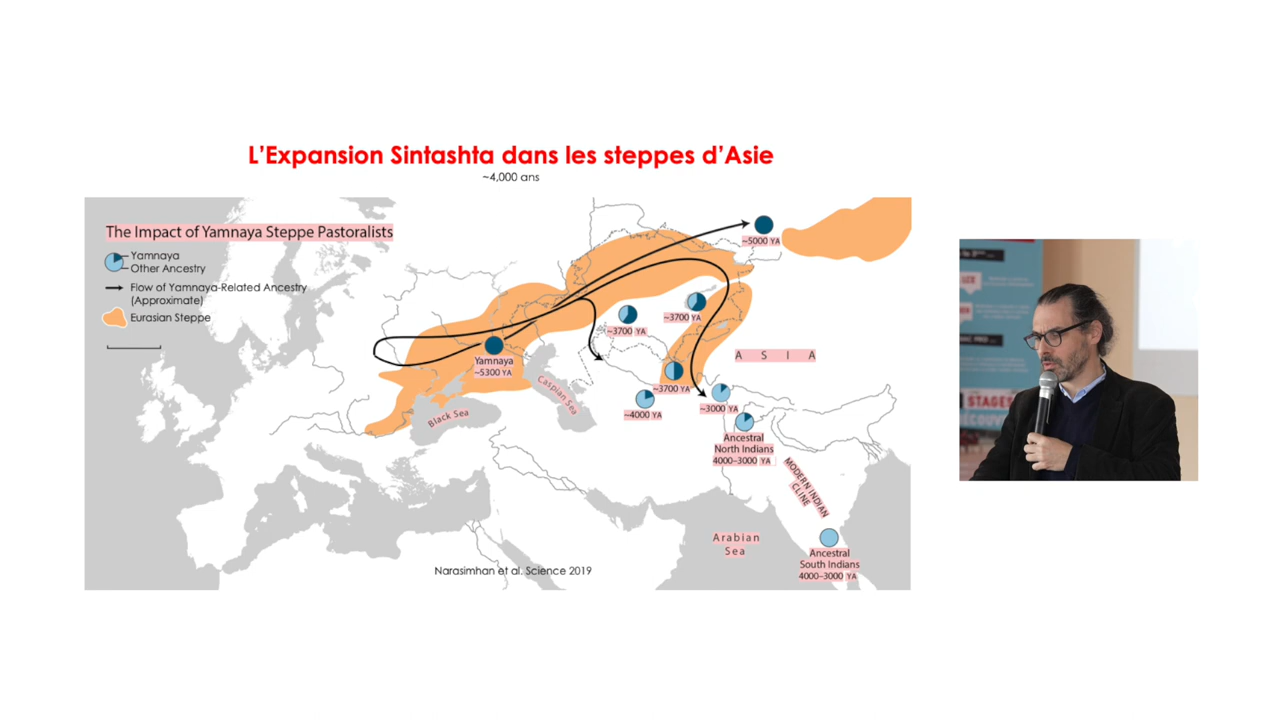 L'Expansion Sintashta dans les steppes d'Asie
~4,000 ans
The Impact of Yamnaya Steppe Pastoralists
Yamnaya
Other Ancestry
Flow of Yamnaya-Related Ancestry
(Approximate)
Eurasian Steppe
~5000 YA
~3700 YA
~3700 YA
Yamnaya
~5300 YA
A S I A
Caspian Sea
~3700 YA
~4000 YA
~3000 YA
Black Sea
Ancestral
North Indians
4000–3000 YA
MODERN INDIAN
CLINE
Arabian
Sea
Ancestral
South Indians
4000–3000 YA
Narasimhan et al. Science 2019
STAGES